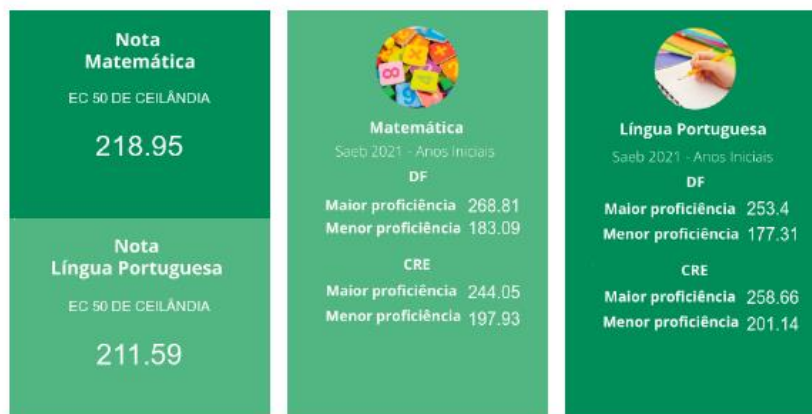 Nota
Matemática
EC 50 DE CEILÂNDIA
218.95
Nota
Língua Portuguesa
EC 50 DE CEILÂNDIA
211.59
Matemática
Saeb 2021 - Anos Iniciais
DF
Maior proficiência 268.81
Menor proficiência 183.09
CRE
Maior proficiência 244.05
Menor proficiência 197.93
Língua Portuguesa
Saeb 2021 - Anos Iniciais
DF
Maior proficiência 253.4
Menor proficiência 177.31
CRE
Maior proficiência 258.66
Menor proficiência 201.14